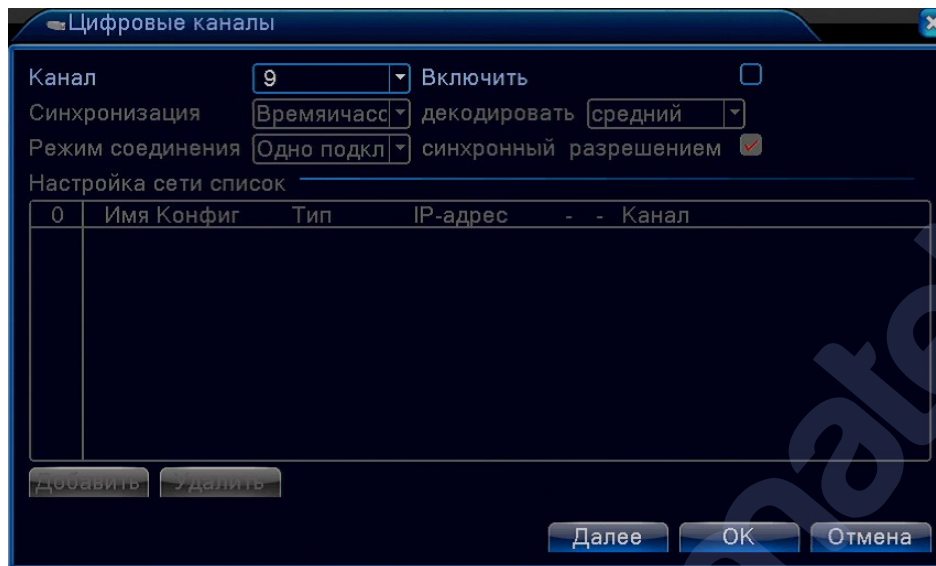 Цифровые каналы
Канал 9 Включить
Синхронизация Времяичасс декодировать средний
Режим соединения Одно подкл синхронный разрешением
Настройка сети список
0 Имя Конфиг Тип IP-адрес - - Канал
Добавить Удалить
Далее OK Отмена